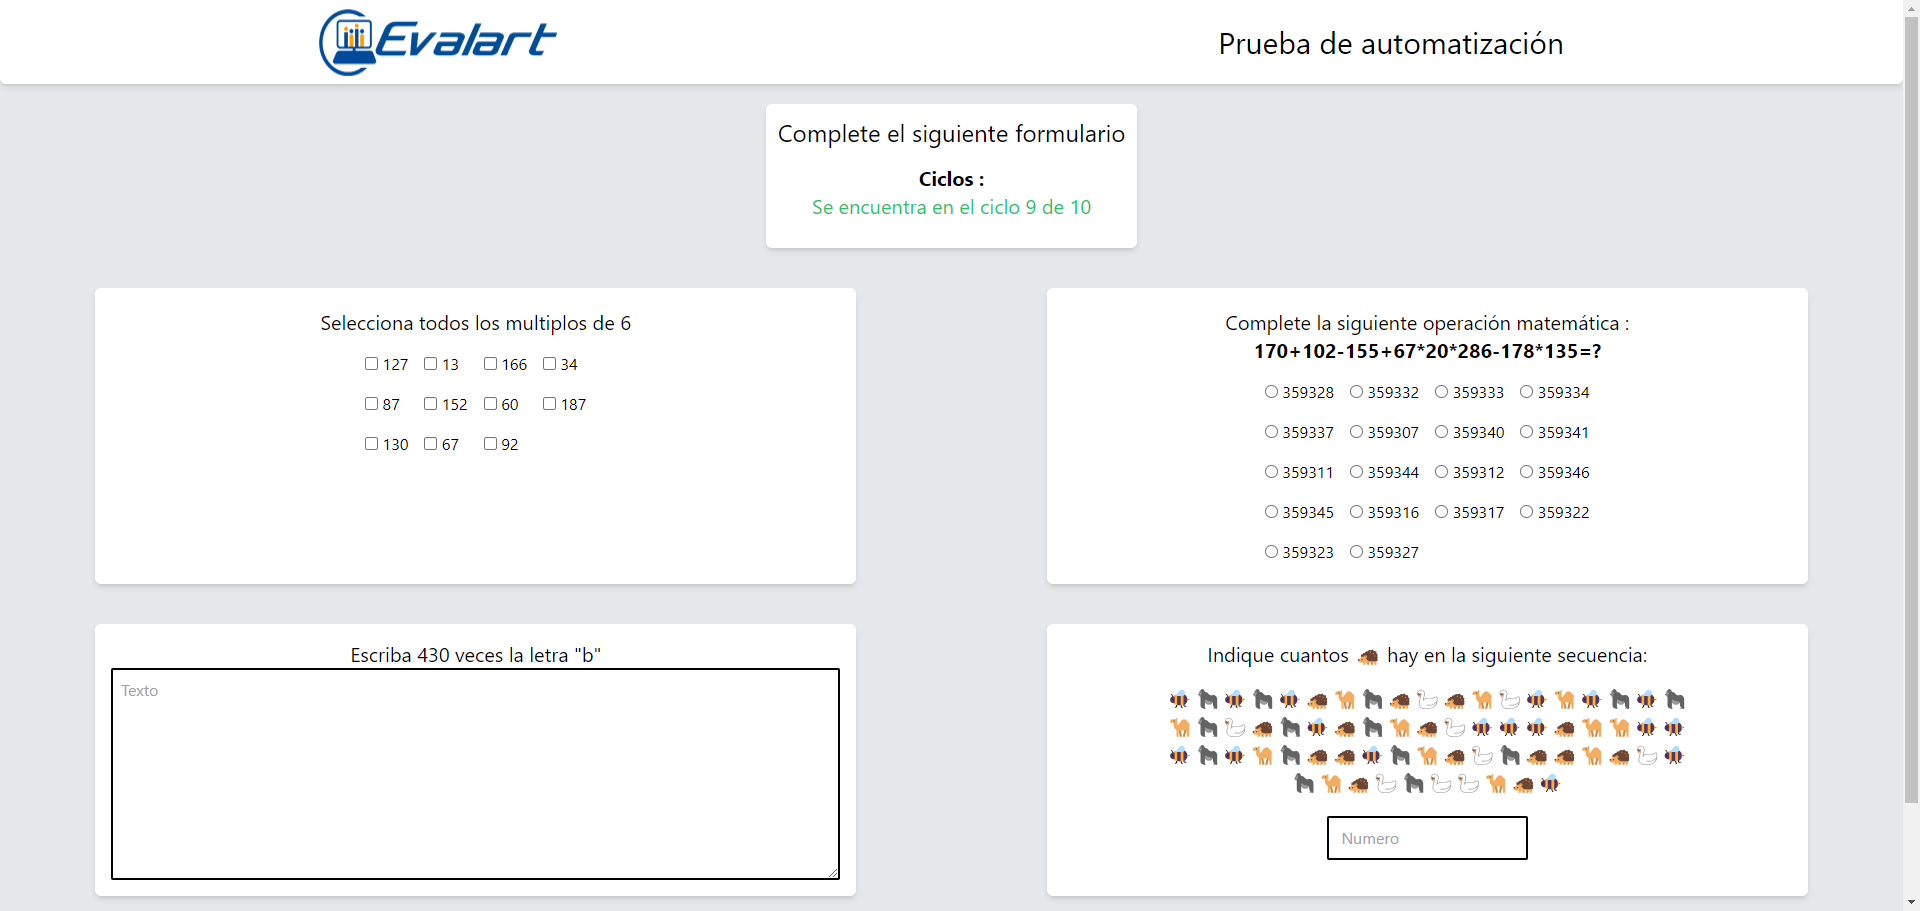 Evalart
Prueba de automatización
Complete el siguiente formulario
Ciclos :
Se encuentra en el ciclo 9 de 10
Selecciona todos los multiplos de 6
127 13 166 34
87 152 60 187
130 67 92
Complete la siguiente operación matemática :
170+102-155+67*20*286-178*135=?
359328 359332 359333 359334
359337 359307 359340 359341
359311 359344 359312 359346
359345 359316 359317 359322
359323 359327
Escriba 430 veces la letra "b"
Texto
Indique cuantos 🦔 hay en la siguiente secuencia:
Numero